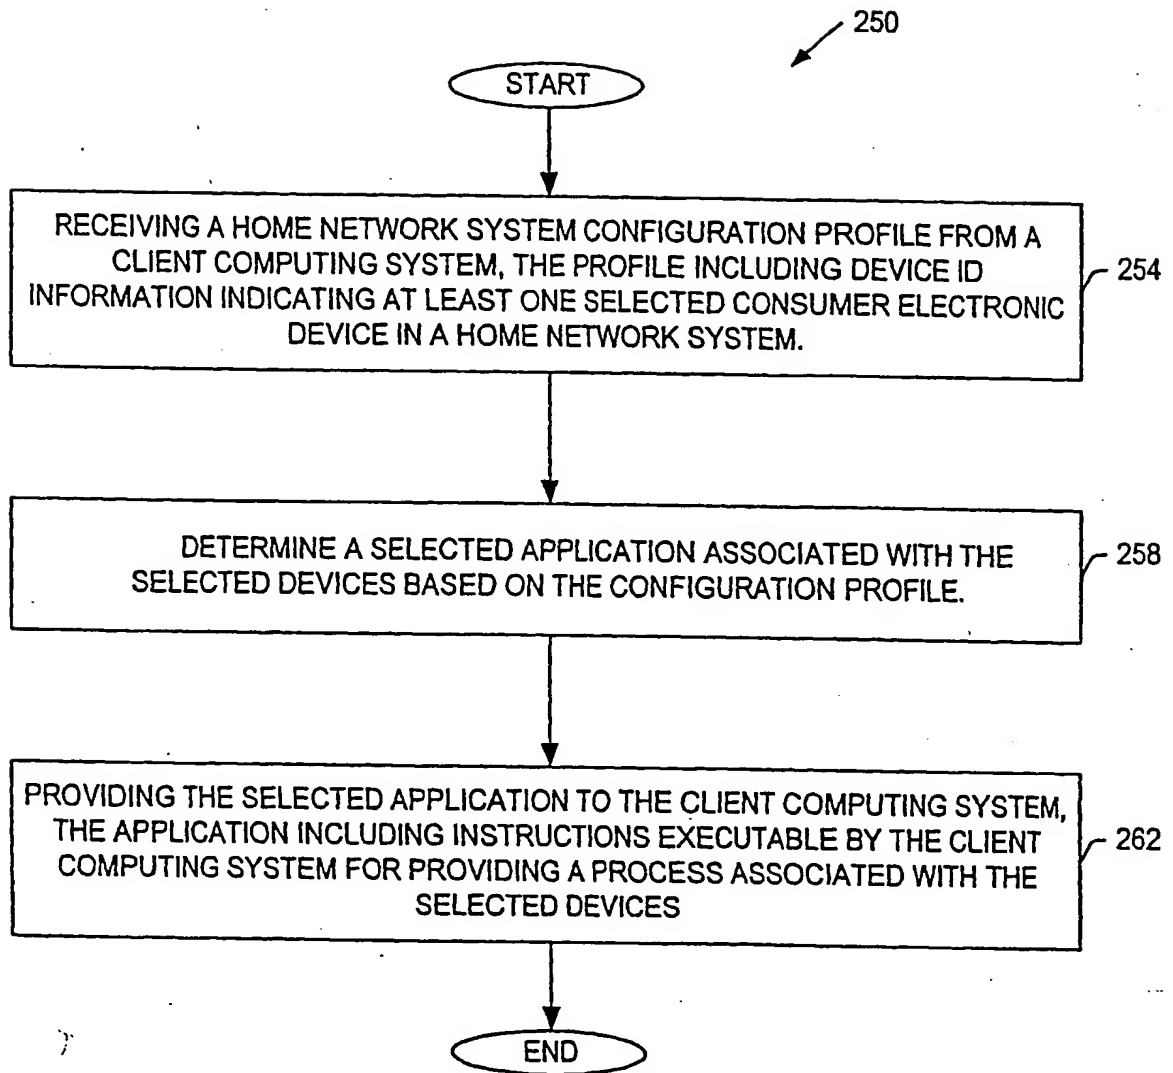 250
START
RECEIVING A HOME NETWORK SYSTEM CONFIGURATION PROFILE FROM A
CLIENT COMPUTING SYSTEM, THE PROFILE INCLUDING DEVICE ID
INFORMATION INDICATING AT LEAST ONE SELECTED CONSUMER ELECTRONIC
DEVICE IN A HOME NETWORK SYSTEM.
254
DETERMINE A SELECTED APPLICATION ASSOCIATED WITH THE
SELECTED DEVICES BASED ON THE CONFIGURATION PROFILE.
258
PROVIDING THE SELECTED APPLICATION TO THE CLIENT COMPUTING SYSTEM,
THE APPLICATION INCLUDING INSTRUCTIONS EXECUTABLE BY THE CLIENT
COMPUTING SYSTEM FOR PROVIDING A PROCESS ASSOCIATED WITH THE
SELECTED DEVICES
262
END